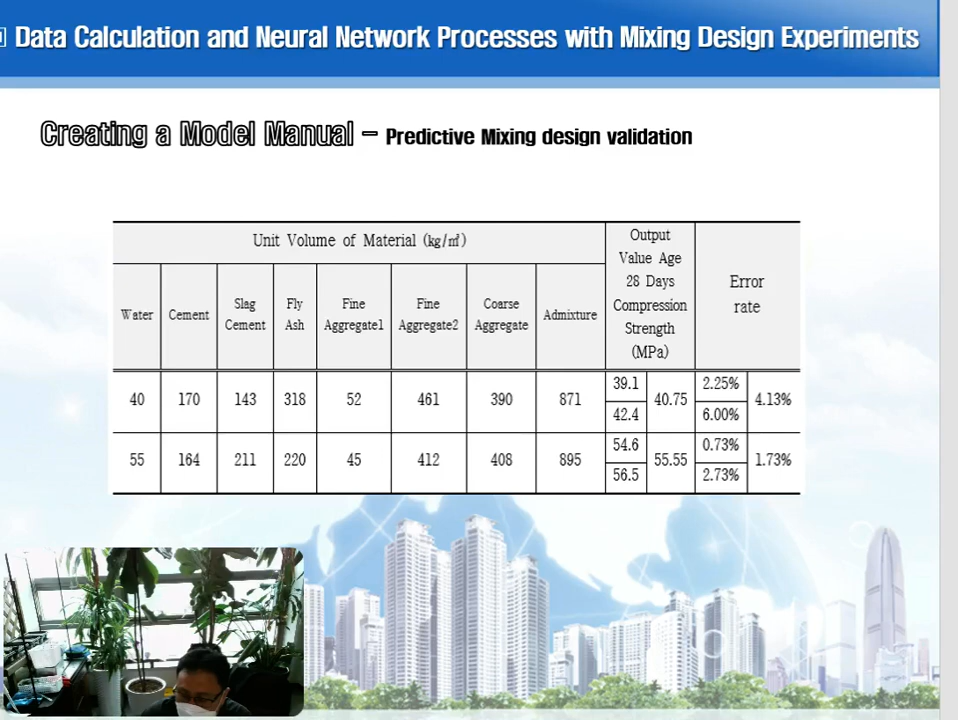 Data Calculation and Neural Network Processes with Mixing Design Experiments
Creating a Model Manual – Predictive Mixing design validation
Unit Volume of Material (kg/㎥)
Output
Value Age
28 Days
Compression
Strength
(MPa)
Error
rate
Water
Cement
Slag
Cement
Fly
Ash
Fine
Aggregate1
Fine
Aggregate2
Coarse
Aggregate
Admixture
40 170 143 318 52 461 390 871 39.1 42.4 40.75 2.25% 6.00% 4.13%
55 164 211 220 45 412 408 895 54.6 56.5 55.55 0.73% 2.73% 1.73%